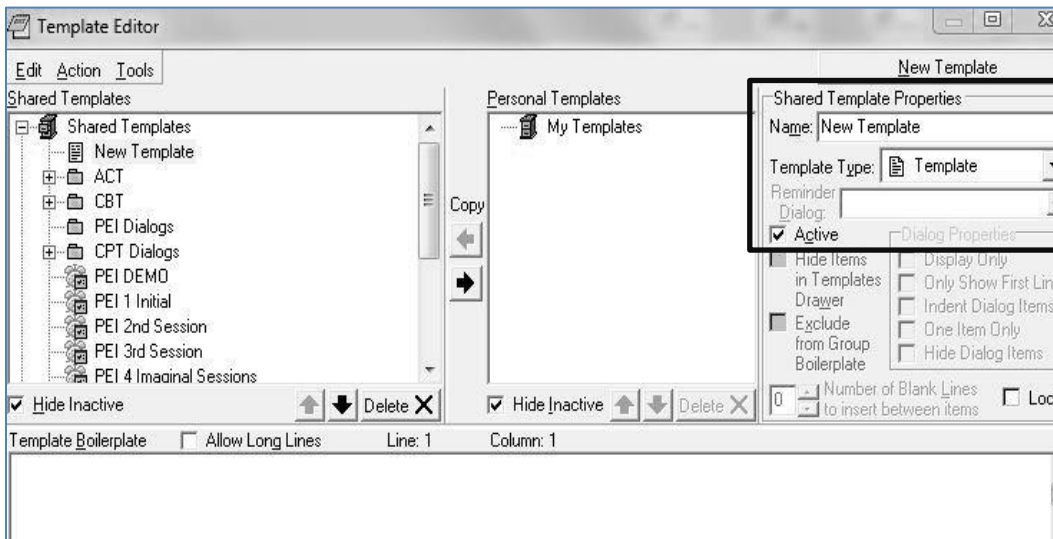 Template Editor
Edit Action Tools
New Template
Shared Templates
Shared Templates
New Template
ACT
CBT
PEI Dialogs
CPT Dialogs
PEI DEMO
PEI 1 Initial
PEI 2nd Session
PEI 3rd Session
PEI 4 Imaginal Sessions
Hide Inactive
Delete
Copy
Personal Templates
My Templates
Hide Inactive
Delete
Shared Template Properties
Name: New Template
Template Type: Template
Reminder
Dialog:
Active
Hide Items
in Templates
Drawer
Exclude
from Group
Boilerplate
Dialog Properties
Display Only
Only Show First Lin
Indent Dialog Items
One Item Only
Hide Dialog Items
0 Number of Blank Lines
to insert between items
Loc
Template Boilerplate Allow Long Lines Line: 1 Column: 1